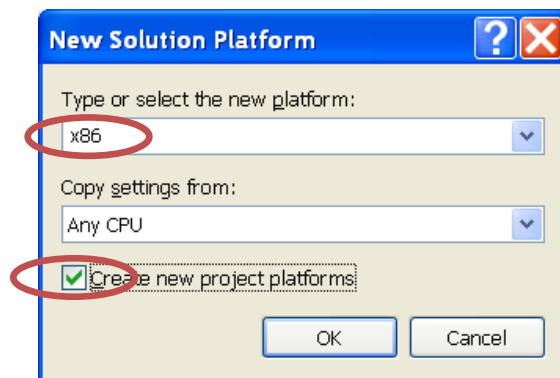 New Solution Platform
Type or select the new platform:
x86
Copy settings from:
Any CPU
Create new project platforms
OK
Cancel